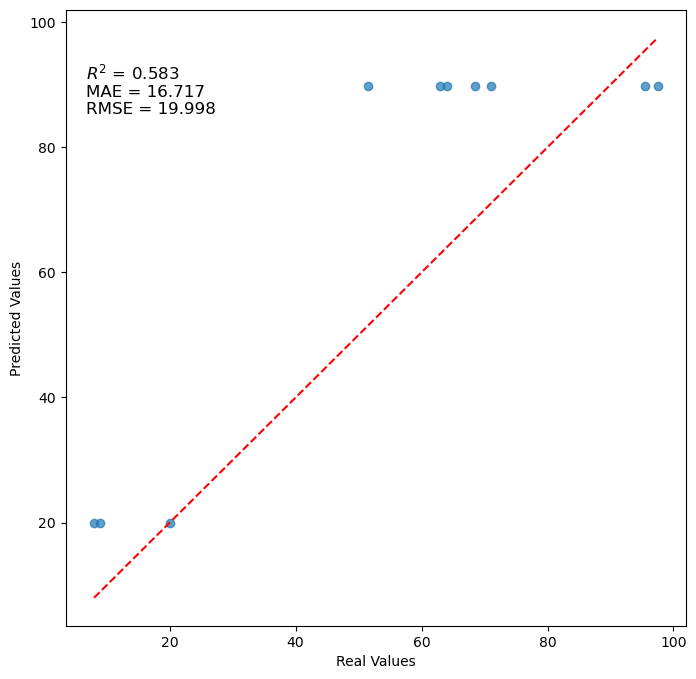 100
80
60
40
20
Predicted Values
R² = 0.583
MAE = 16.717
RMSE = 19.998
20 40 60 80 100
Real Values